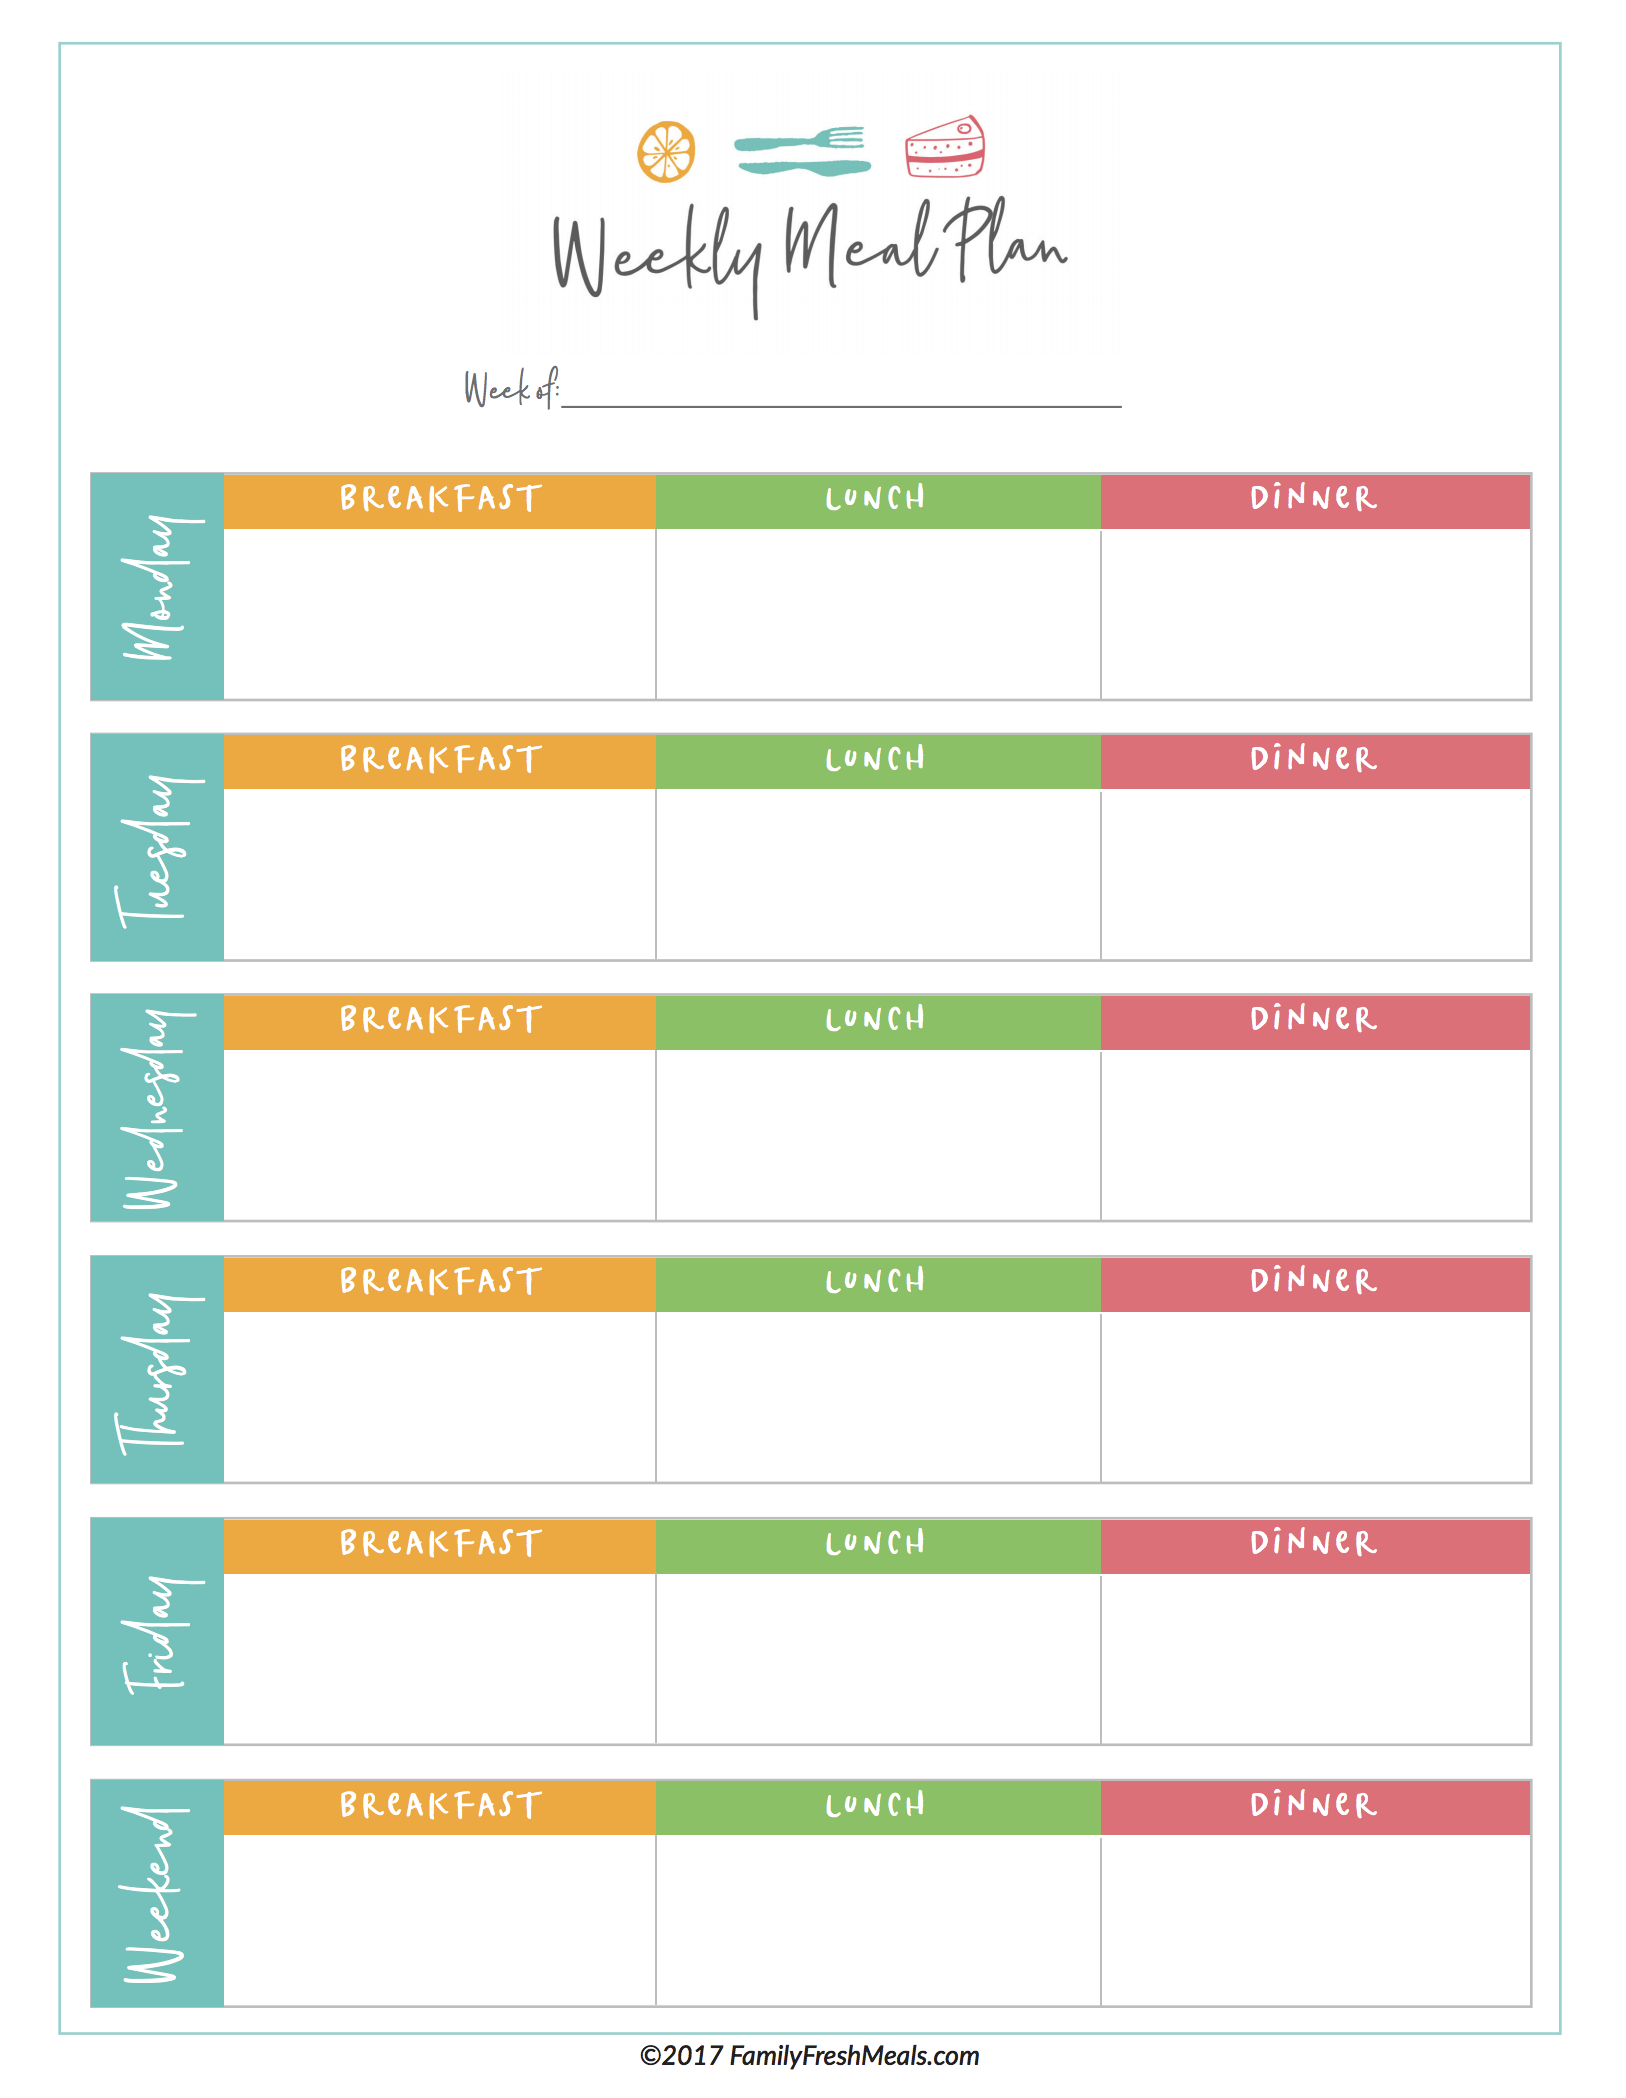 Weekly Meal Plan
Week of:
Monday
BREAKFAST LUNCH DINNER
Tuesday
BREAKFAST LUNCH DINNER
Wednesday
BREAKFAST LUNCH DINNER
Thursday
BREAKFAST LUNCH DINNER
Friday
BREAKFAST LUNCH DINNER
Weekend
BREAKFAST LUNCH DINNER
©2017 FamilyFreshMeals.com